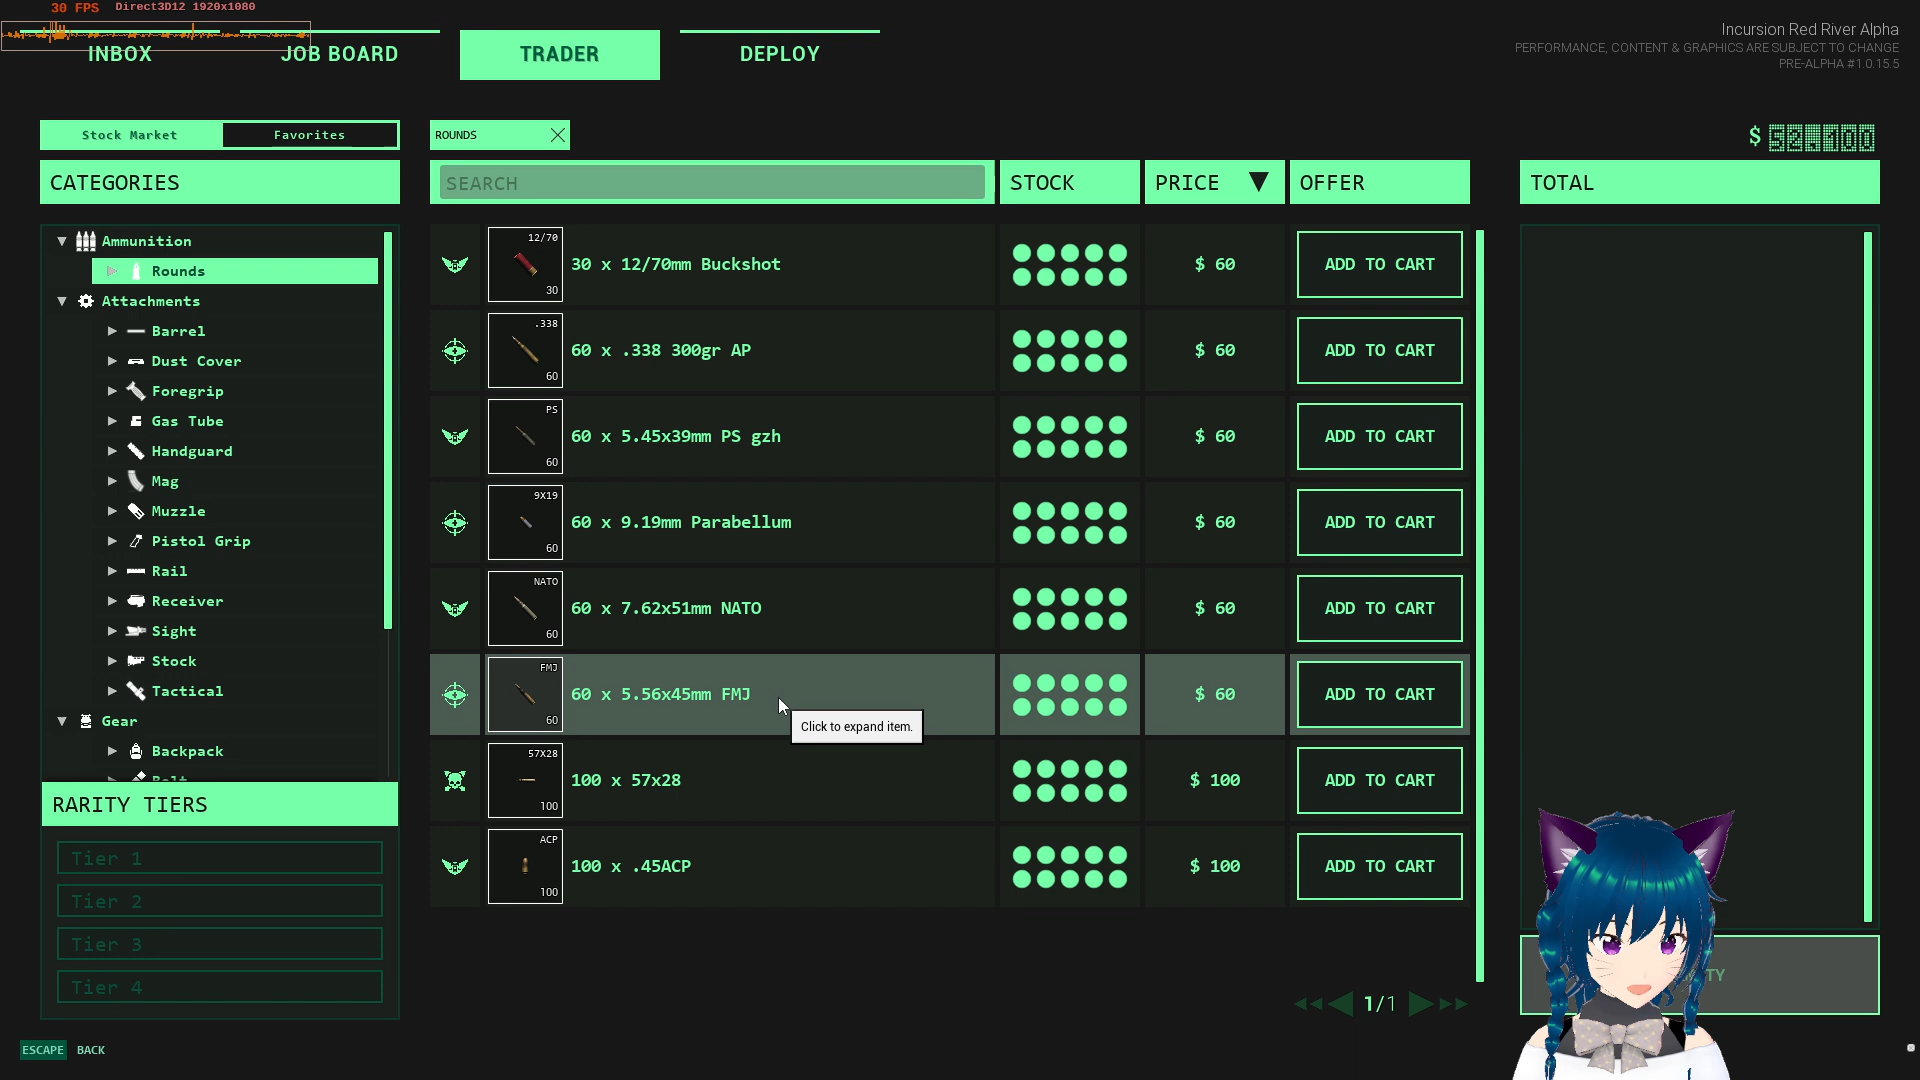 30 FPS Direct3D12 1920x1080
INBOX
JOB BOARD
TRADER
DEPLOY
Incursion Red River Alpha
PERFORMANCE, CONTENT & GRAPHICS ARE SUBJECT TO CHANGE
PRE-ALPHA #1.0.15.5
Stock Market
Favorites
ROUNDS
$ 52.100
CATEGORIES
SEARCH
STOCK
PRICE
OFFER
TOTAL
Ammunition
Rounds
Attachments
Barrel
Dust Cover
Foregrip
Gas Tube
Handguard
Mag
Muzzle
Pistol Grip
Rail
Receiver
Sight
Stock
Tactical
Gear
Backpack
Belt
RARITY TIERS
Tier 1
Tier 2
Tier 3
Tier 4
12/70
30
30 x 12/70mm Buckshot
$ 60
ADD TO CART
.338
60
60 x .338 300gr AP
$ 60
ADD TO CART
PS
60
60 x 5.45x39mm PS gzh
$ 60
ADD TO CART
9X19
60
60 x 9.19mm Parabellum
$ 60
ADD TO CART
NATO
60
60 x 7.62x51mm NATO
$ 60
ADD TO CART
FMJ
60
60 x 5.56x45mm FMJ
$ 60
ADD TO CART
Click to expand item.
57X28
100
100 x 57x28
$ 100
ADD TO CART
ACP
100
100 x .45ACP
$ 100
ADD TO CART
1/1
TY
ESCAPE BACK